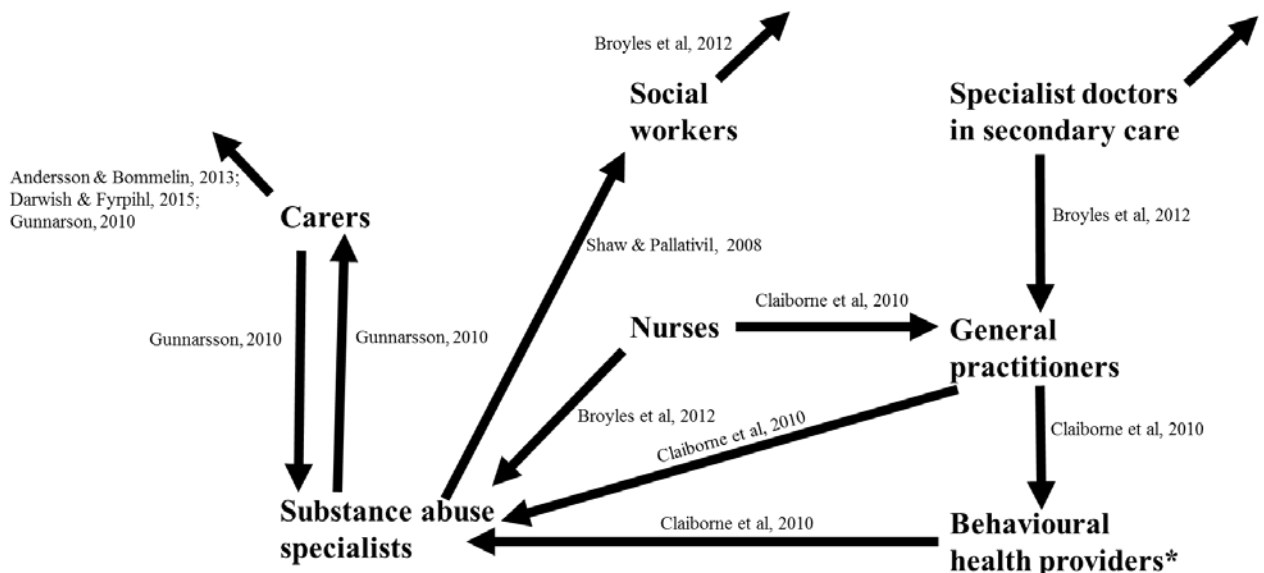 Broyles et al, 2012
Social
workers
Specialist doctors
in secondary care
Andersson & Bommelin, 2013;
Darwish & Fyrpihl, 2015;
Gunnarson, 2010
Carers
Broyles et al, 2012
Shaw & Pallativil, 2008
Claiborne et al, 2010
Gunnarsson, 2010
Gunnarsson, 2010
Nurses
General
practitioners
Broyles et al, 2012
Claiborne et al, 2010
Claiborne et al, 2010
Substance abuse
specialists
Claiborne et al, 2010
Behavioural
health providers*